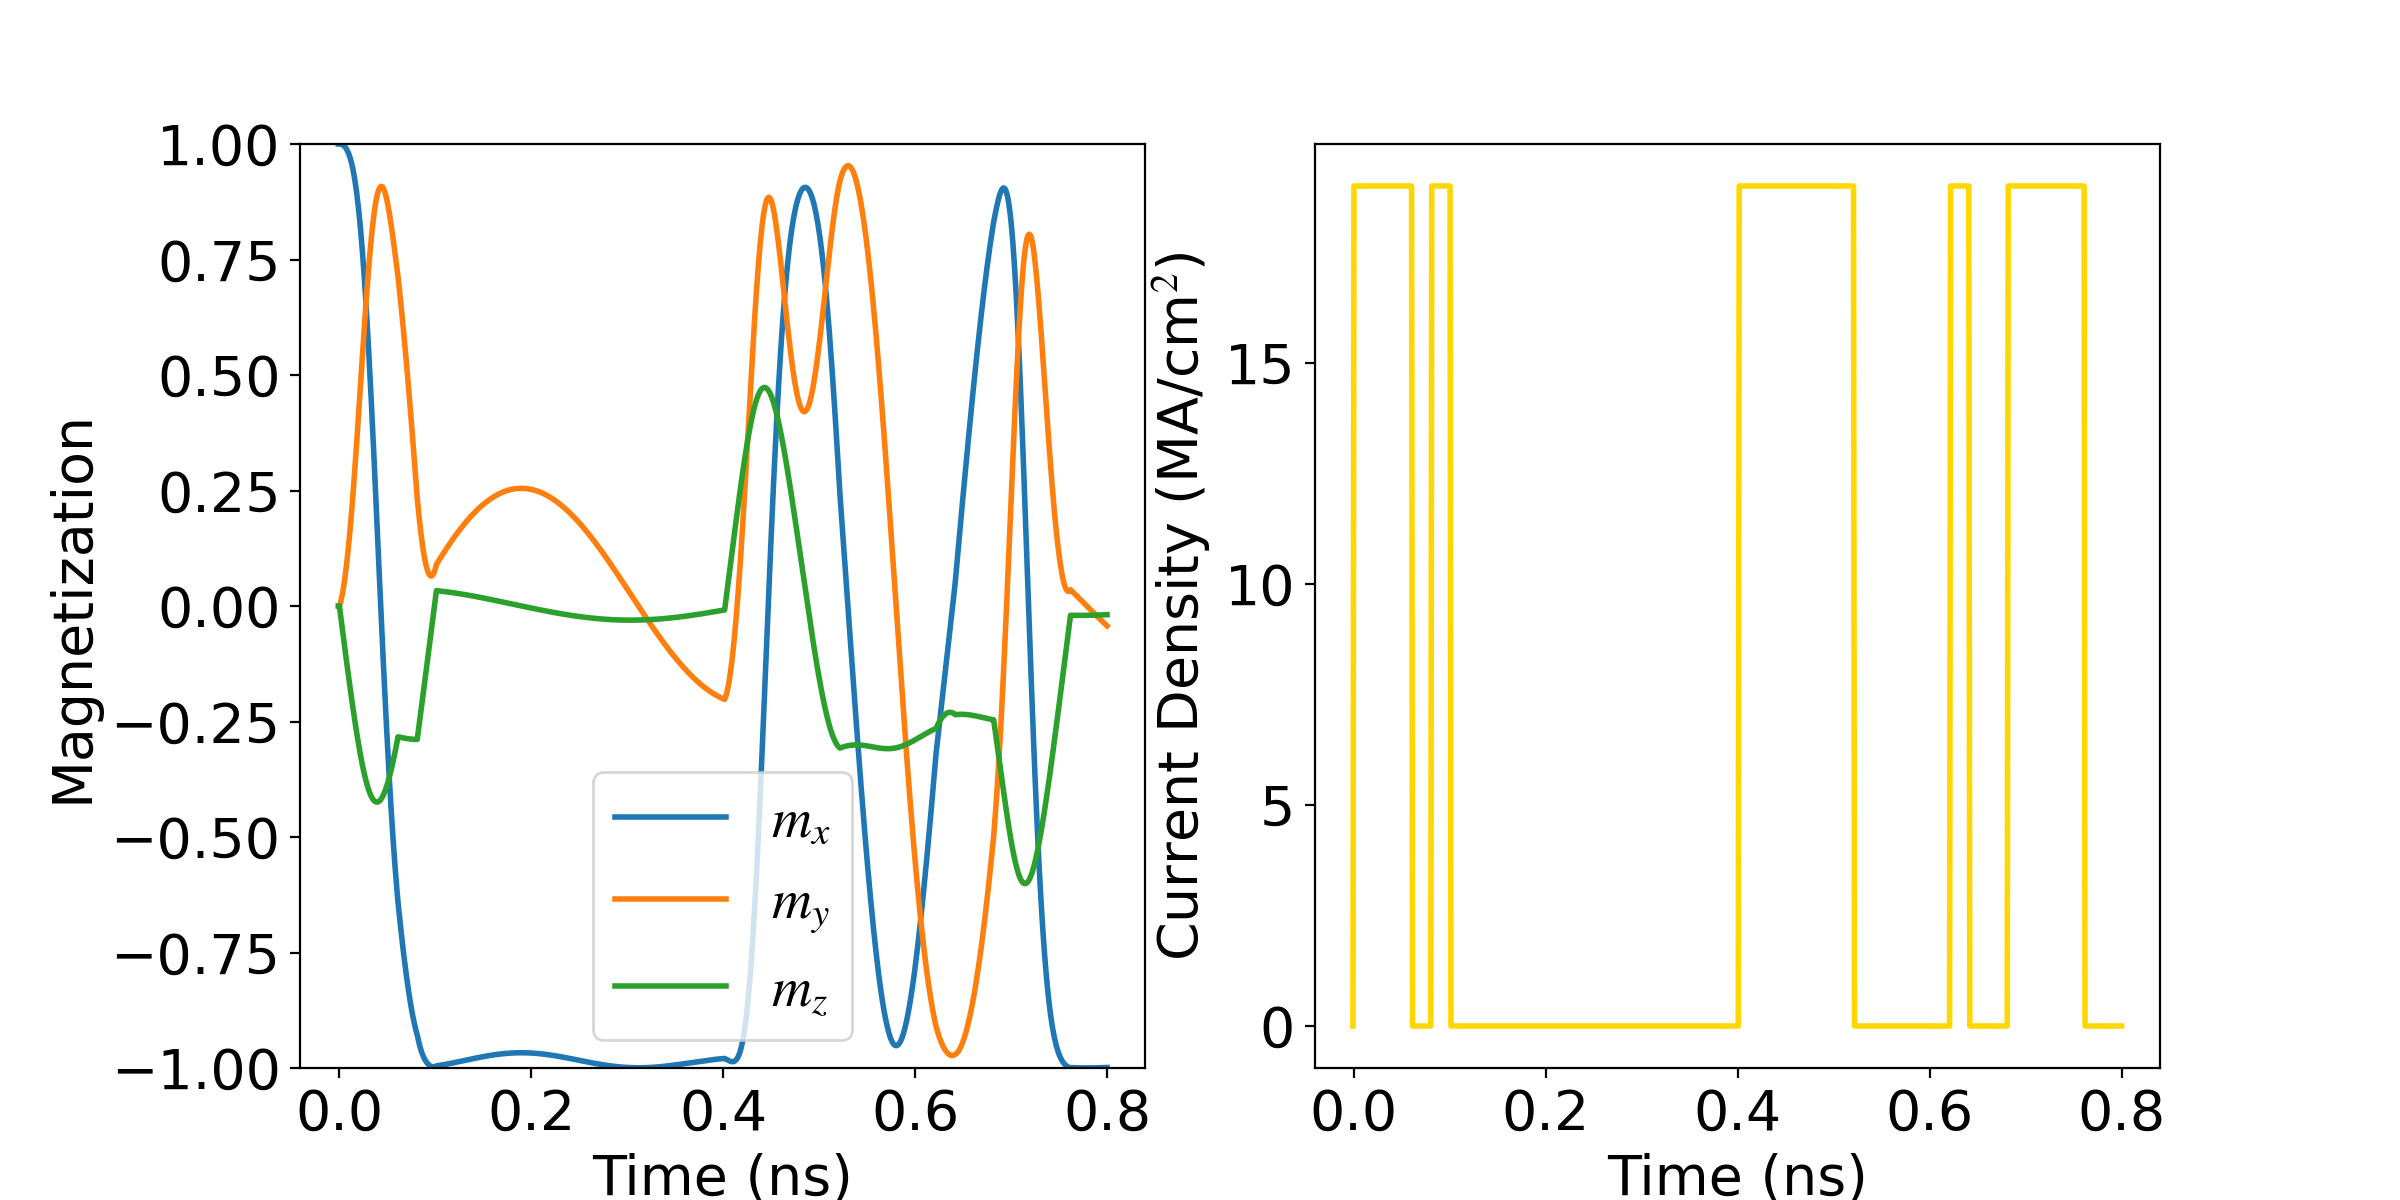 Magnetization
1.00
0.75
0.50
0.25
0.00
−0.25
−0.50
−0.75
−1.00
m_x
m_y
m_z
0.0 0.2 0.4 0.6 0.8
Time (ns)
Current Density (MA/cm²)
15
10
5
0
0.0 0.2 0.4 0.6 0.8
Time (ns)